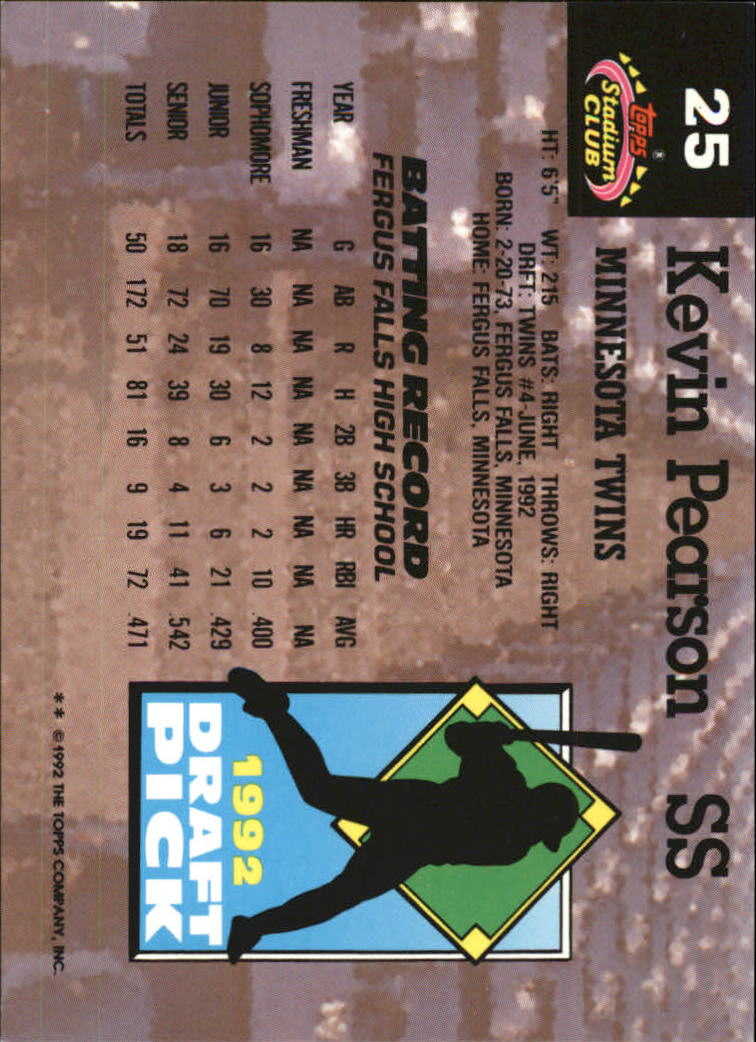 25 Kevin Pearson SS
topps®
Stadium
CLUB
MINNESOTA TWINS
HT: 6'5" WT: 215 BATS: RIGHT THROWS: RIGHT
DRFT: TWINS #4-JUNE, 1992
BORN: 2-20-73, FERGUS FALLS, MINNESOTA
HOME: FERGUS FALLS, MINNESOTA
BATTING RECORD
FERGUS FALLS HIGH SCHOOL
YEAR G AB R H 2B 3B HR RBI AVG
FRESHMAN NA NA NA NA NA NA NA NA NA
SOPHOMORE 16 30 8 12 2 2 2 10 .400
JUNIOR 16 70 19 30 6 3 6 21 .429
SENIOR 18 72 24 39 8 4 11 41 .542
TOTALS 50 172 51 81 16 9 19 72 .471
1992
DRAFT
PICK
** © 1992 THE TOPPS COMPANY, INC.